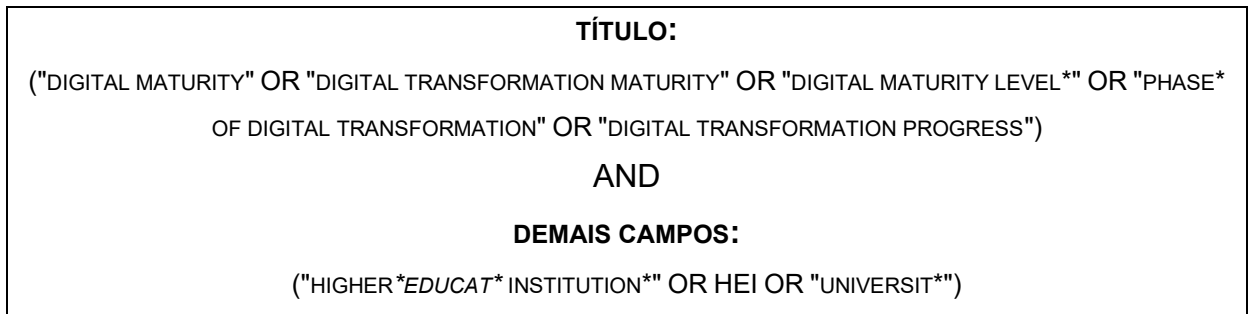 TÍTULO:
("DIGITAL MATURITY" OR "DIGITAL TRANSFORMATION MATURITY" OR "DIGITAL MATURITY LEVEL*" OR "PHASE*
OF DIGITAL TRANSFORMATION" OR "DIGITAL TRANSFORMATION PROGRESS")
AND
DEMAIS CAMPOS:
("HIGHER*EDUCAT* INSTITUTION*" OR HEI OR "UNIVERSIT*")